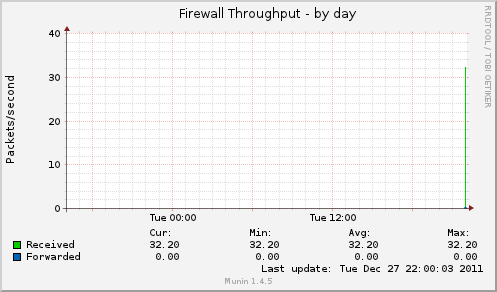 Firewall Throughput - by day
RRDTOOL / TOBI OETIKER
Packets/second
40
30
20
10
0
Tue 00:00 Tue 12:00
Cur: Min: Avg: Max:
Received 32.20 32.20 32.20 32.20
Forwarded 0.00 0.00 0.00 0.00
Last update: Tue Dec 27 22:00:03 2011
Munin 1.4.5